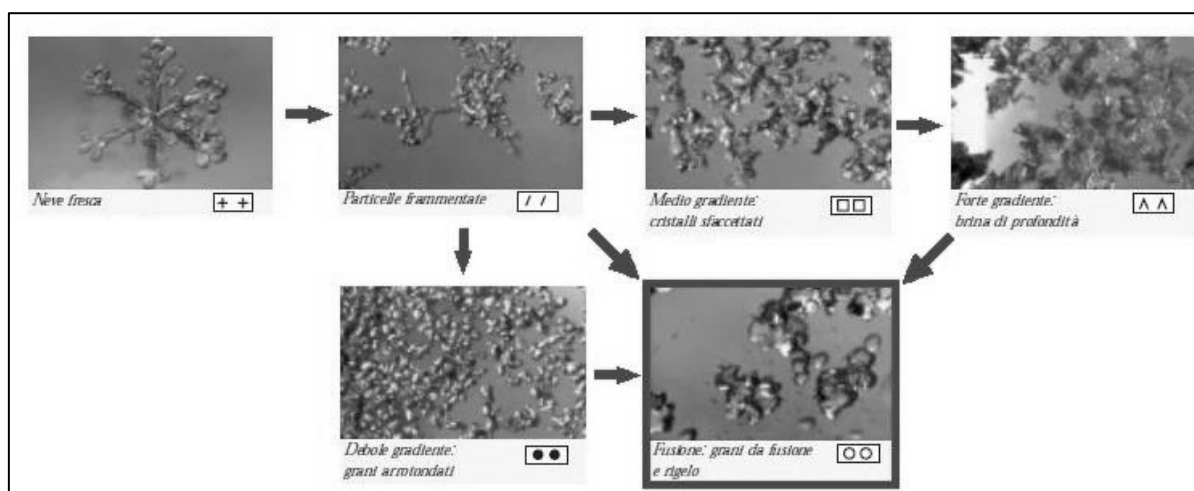 Neve fresca
+ +
Particelle frammentate
/ /
Medio gradiente:
cristalli sfaccettati
□□
Forte gradiente:
brina di profondità
∧ ∧
Debole gradiente:
grani arrotondati
●●
Fusione: grani da fusione
e rigelo
○○